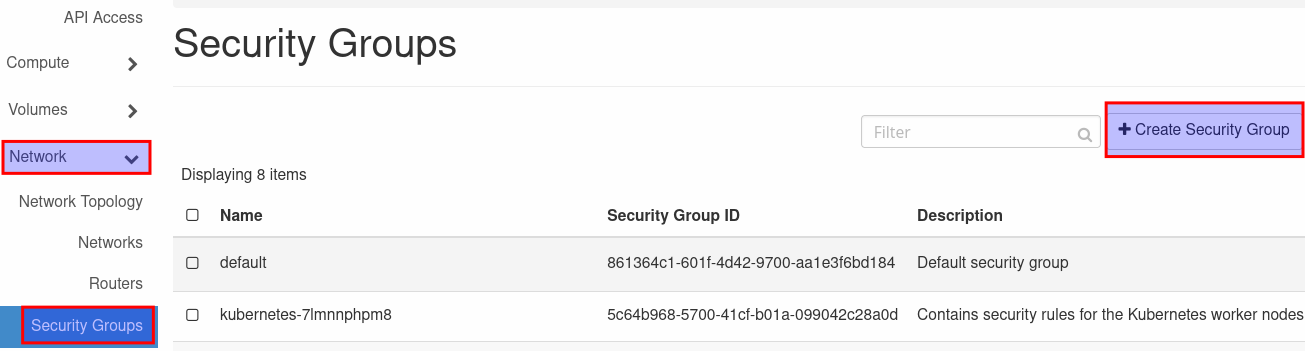 API Access
Compute
Volumes
Network
Network Topology
Networks
Routers
Security Groups
Security Groups
Filter
Create Security Group
Displaying 8 items
Name Security Group ID Description
default 861364c1-601f-4d42-9700-aa1e3f6bd184 Default security group
kubernetes-7lmnnphpm8 5c64b968-5700-41cf-b01a-099042c28a0d Contains security rules for the Kubernetes worker nodes